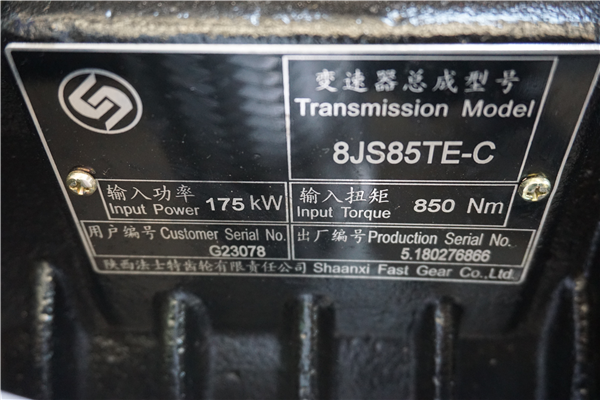 变速器总成型号
Transmission Model
8JS85TE-C
输入功率
Input Power 175 kW
输入扭矩
Input Torque 850 Nm
用户编号 Customer Serial No.
G23078
出厂编号 Production Serial No.
5.180276866
陕西法士特齿轮有限责任公司 Shaanxi Fast Gear Co.,Ltd.